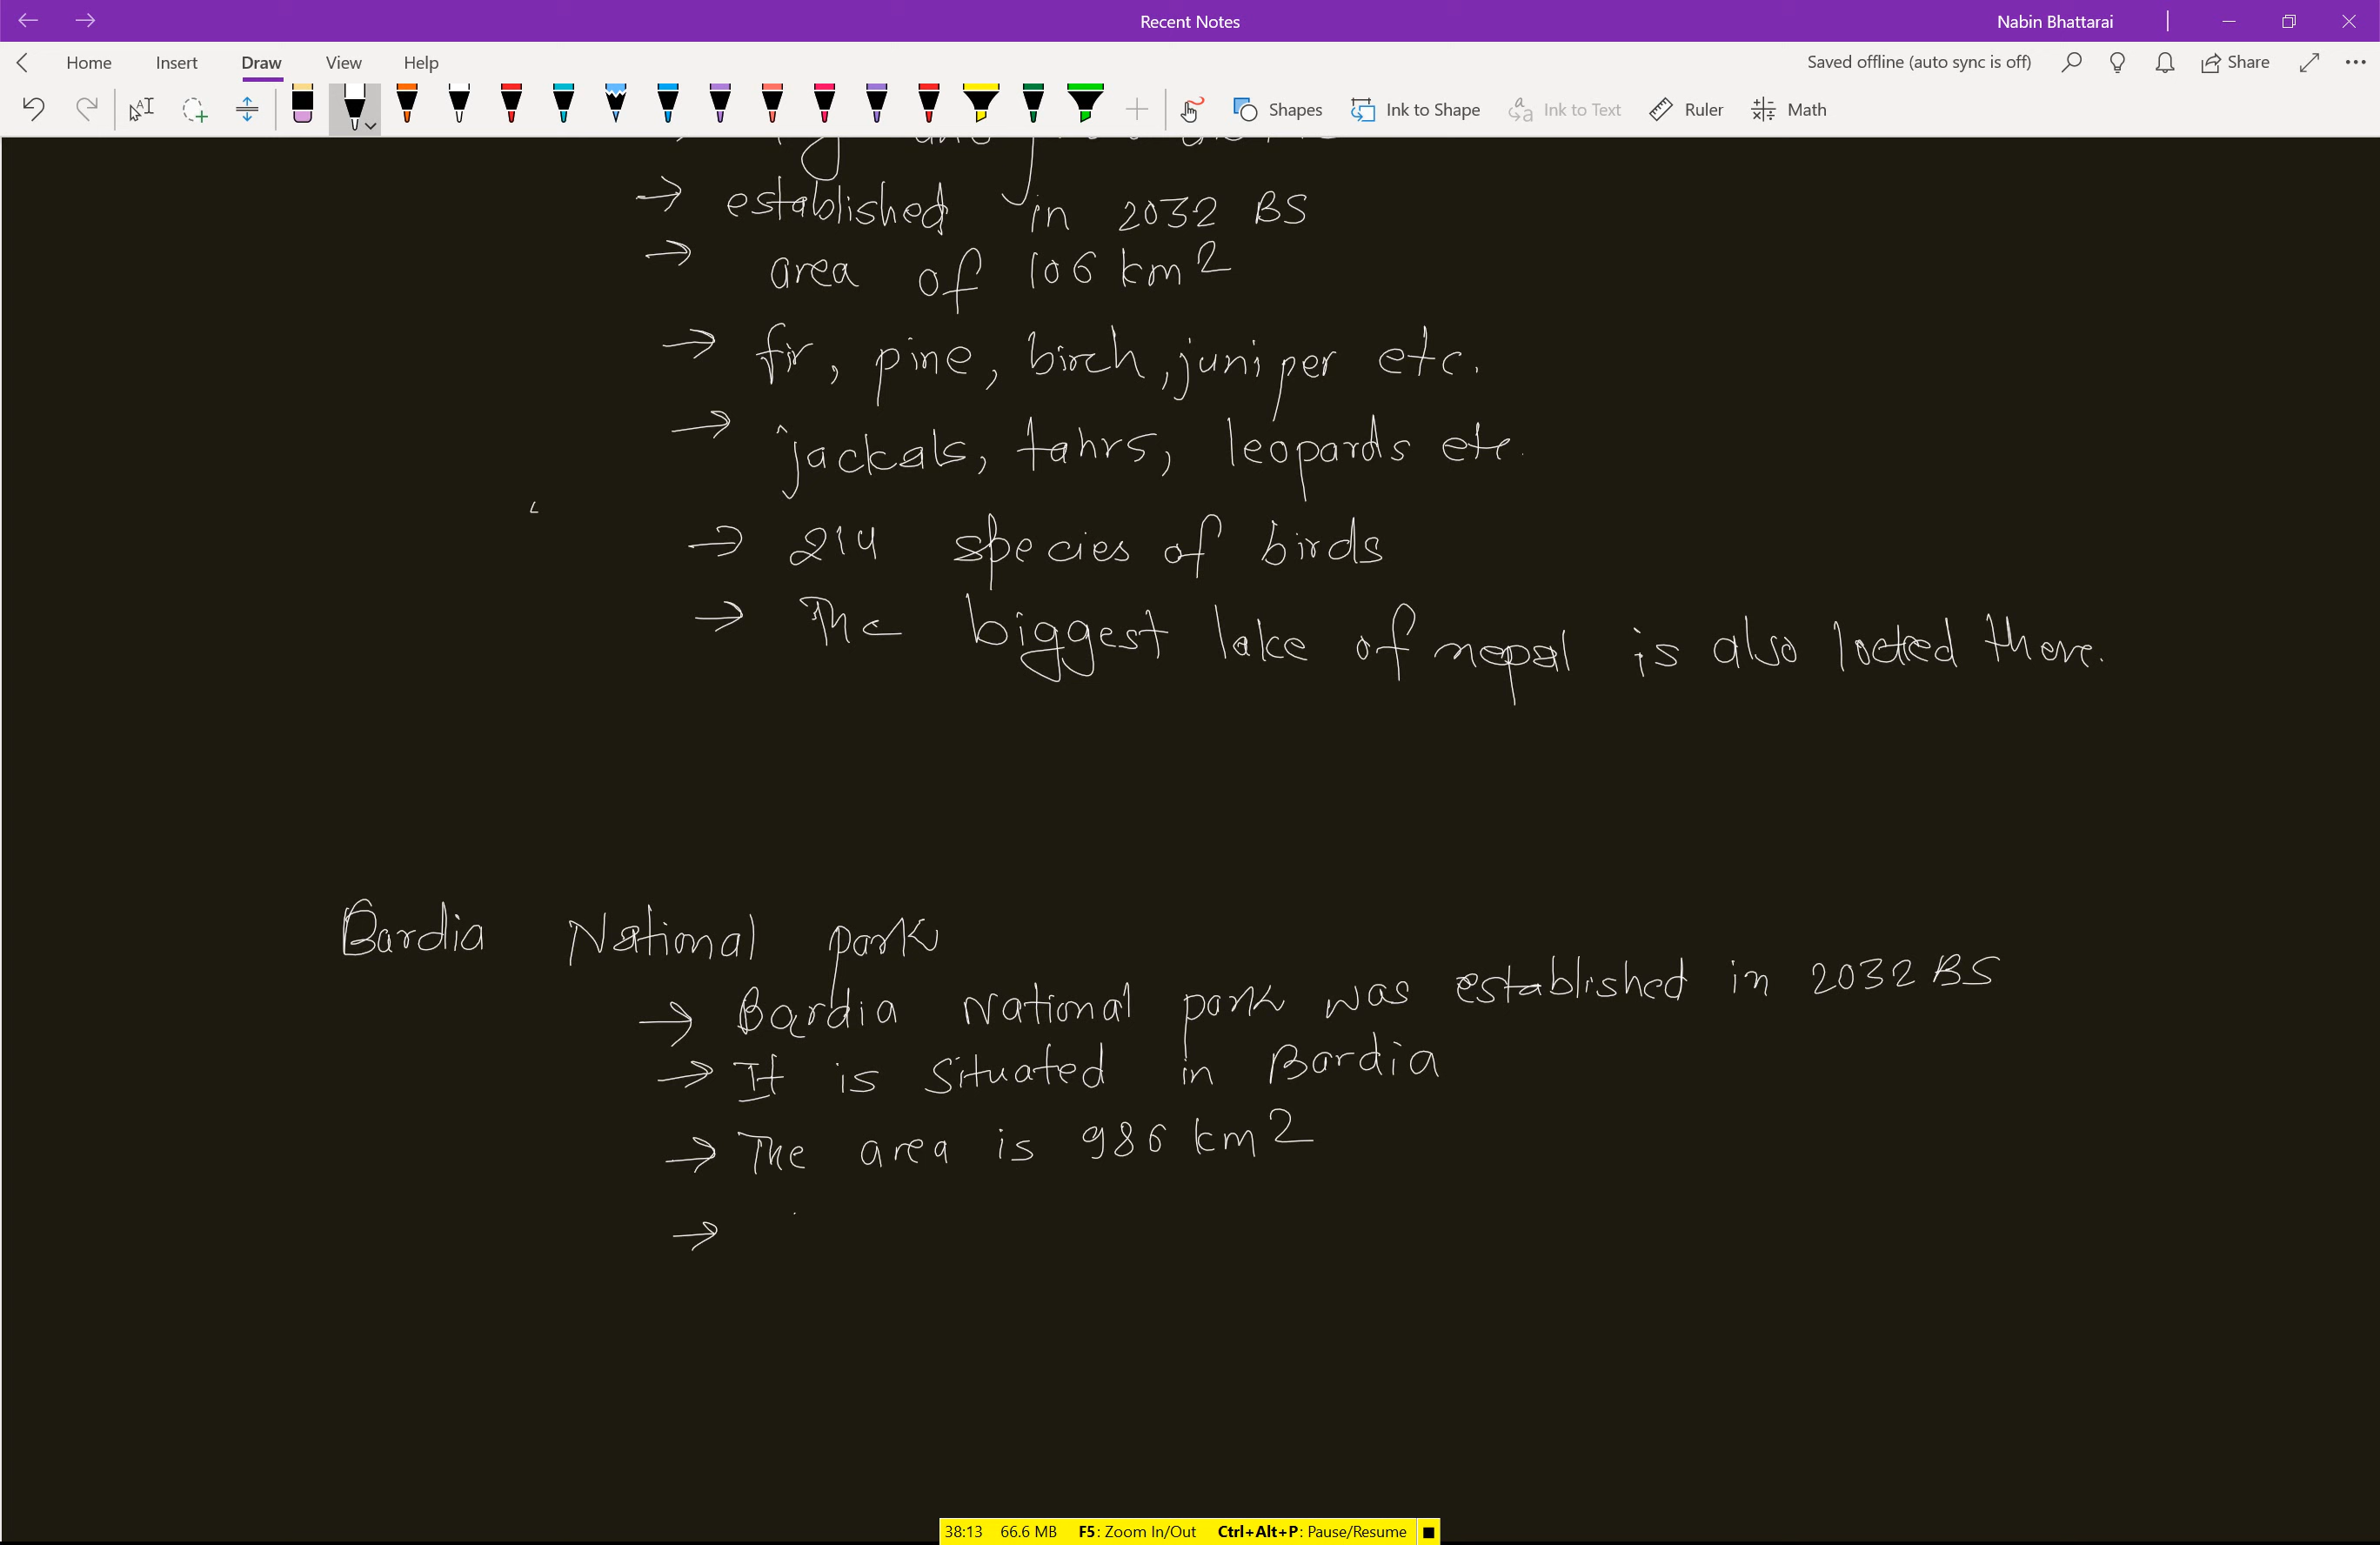 Recent Notes Nabin Bhattarai
Home Insert Draw View Help Saved offline (auto sync is off) Share
Shapes Ink to Shape Ink to Text Ruler Math
→ established in 2032 BS
→ area of 106 km2
→ fir, pine, birch, juniper etc.
→ jackals, tahrs, leopards etc.
→ 214 species of birds
→ The biggest lake of nepal is also locted there.
Bardia National park
→ Bardia National park was established in 2032 BS
→ It is situated in Bardia
→ The area is 986 km2
→
38:13 66.6 MB F5: Zoom In/Out Ctrl+Alt+P: Pause/Resume